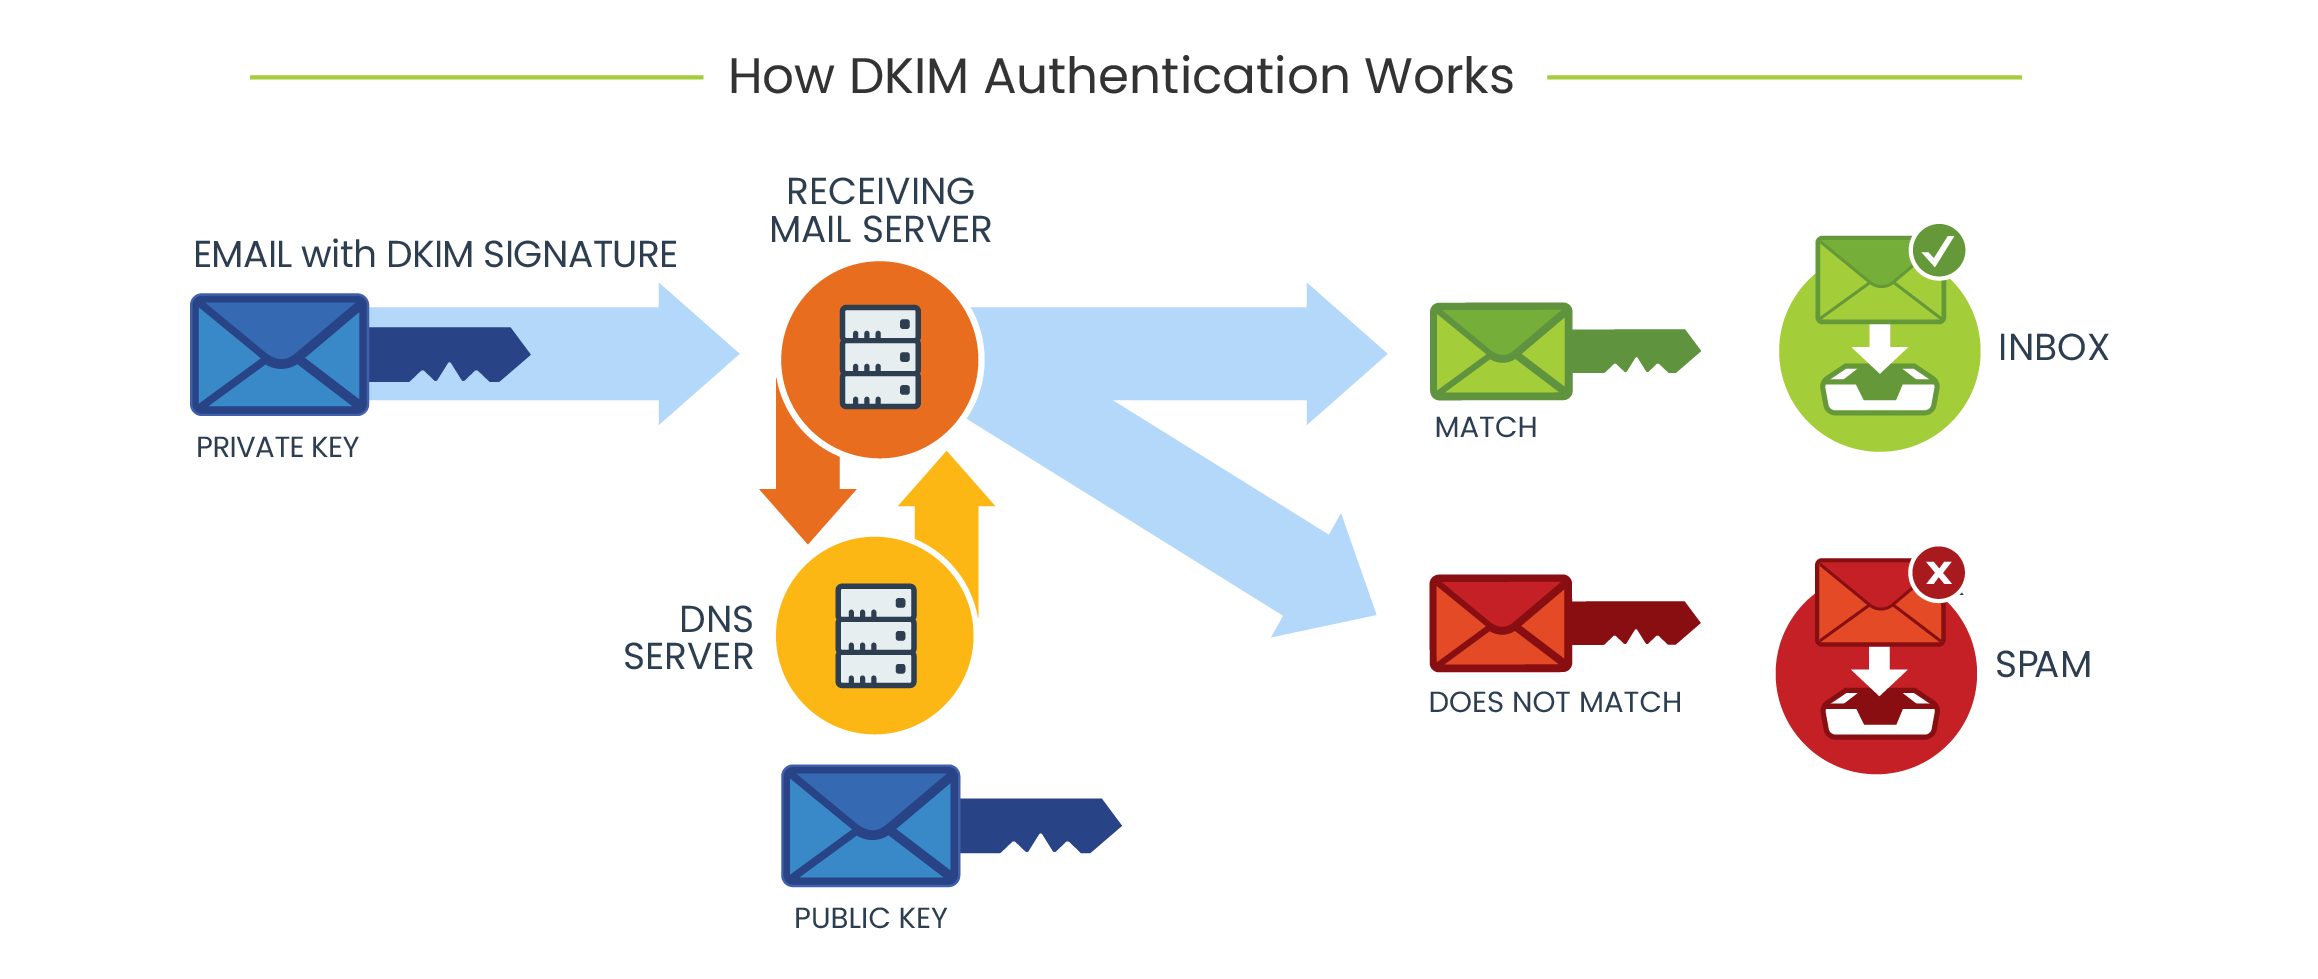 How DKIM Authentication Works
RECEIVING
MAIL SERVER
EMAIL with DKIM SIGNATURE
PRIVATE KEY
MATCH
INBOX
DNS
SERVER
DOES NOT MATCH
SPAM
PUBLIC KEY